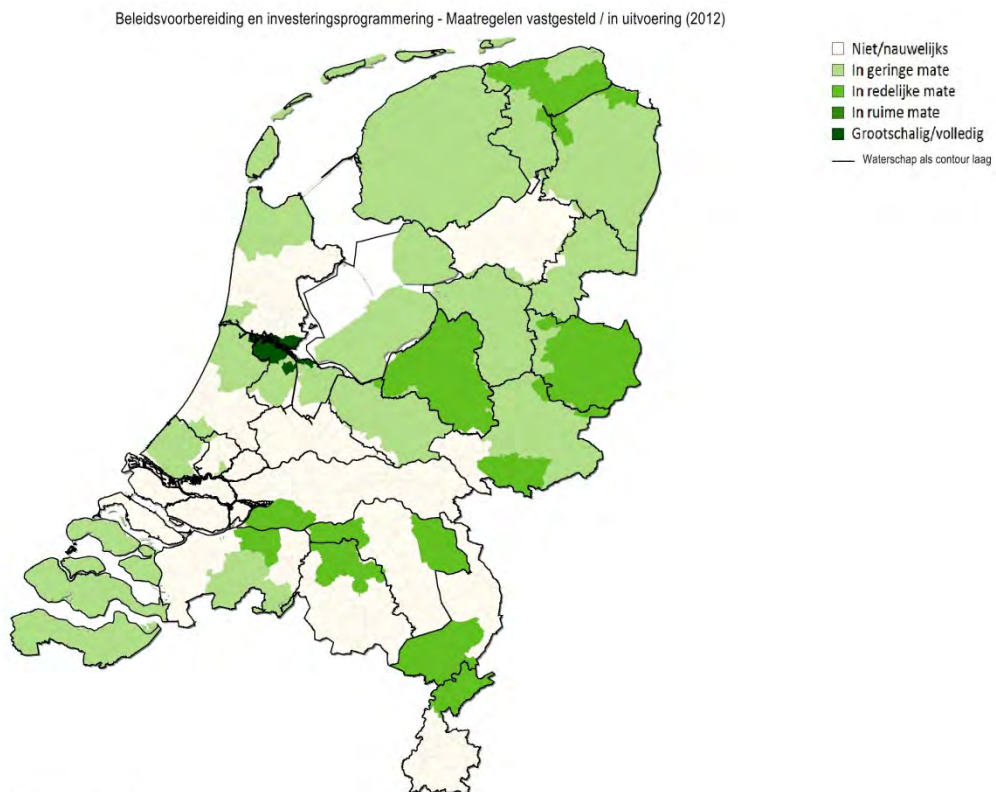 Beleidsvoorbereiding en investeringsprogrammering - Maatregelen vastgesteld / in uitvoering (2012)
Niet/nauwelijks
In geringe mate
In redelijke mate
In ruime mate
Grootschalig/volledig
Waterschap als contour laag